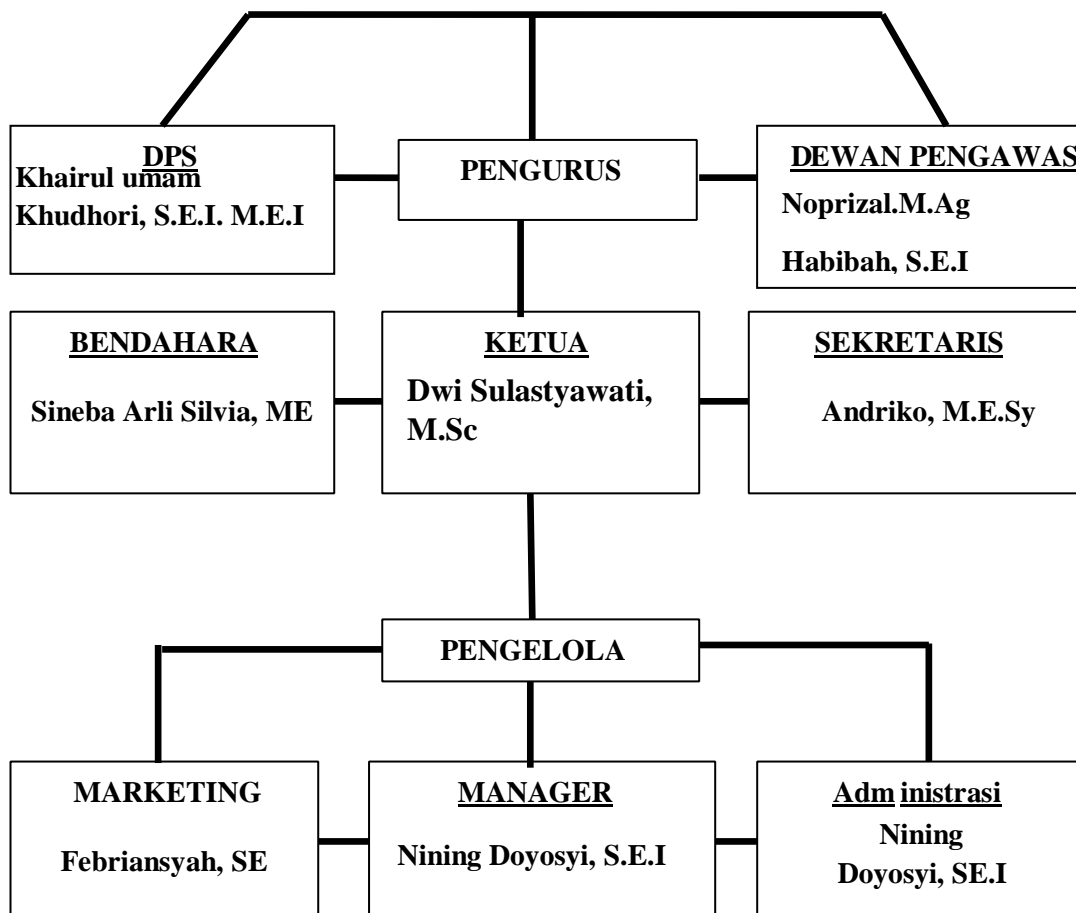 DPS
Khairul umam
Khudhori, S.E.I. M.E.I
PENGURUS
DEWAN PENGAWAS
Noprizal.M.Ag
Habibah, S.E.I
BENDAHARA
Sineba Arli Silvia, ME
KETUA
Dwi Sulastyawati,
M.Sc
SEKRETARIS
Andriko, M.E.Sy
PENGELOLA
MARKETING
Febriansyah, SE
MANAGER
Nining Doyosyi, S.E.I
Adm inistrasi
Nining
Doyosyi, SE.I